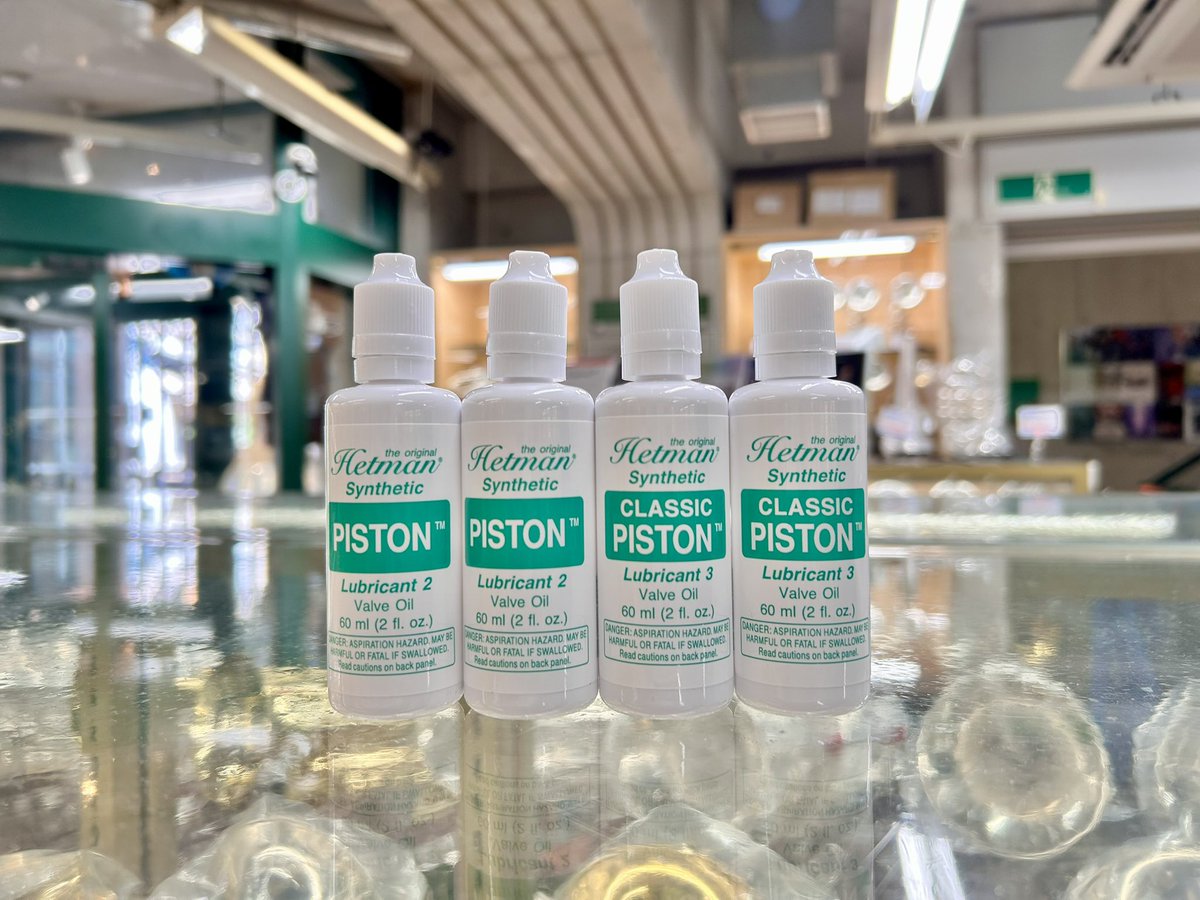 the original
Hetman®
Synthetic
PISTON™
Lubricant 2
Valve Oil
60 ml (2 fl. oz.)
DANGER: ASPIRATION HAZARD. MAY BE
HARMFUL OR FATAL IF SWALLOWED.
Read cautions on back panel.
the original
Hetman®
Synthetic
PISTON™
Lubricant 2
Valve Oil
60 ml (2 fl. oz.)
DANGER: ASPIRATION HAZARD. MAY BE
HARMFUL OR FATAL IF SWALLOWED.
Read cautions on back panel.
the original
Hetman®
Synthetic
CLASSIC
PISTON™
Lubricant 3
Valve Oil
60 ml (2 fl. oz.)
DANGER: ASPIRATION HAZARD. MAY BE
HARMFUL OR FATAL IF SWALLOWED.
Read cautions on back panel.
the original
Hetman®
Synthetic
CLASSIC
PISTON™
Lubricant 3
Valve Oil
60 ml (2 fl. oz.)
DANGER: ASPIRATION HAZARD. MAY BE
HARMFUL OR FATAL IF SWALLOWED.
Read cautions on back panel.